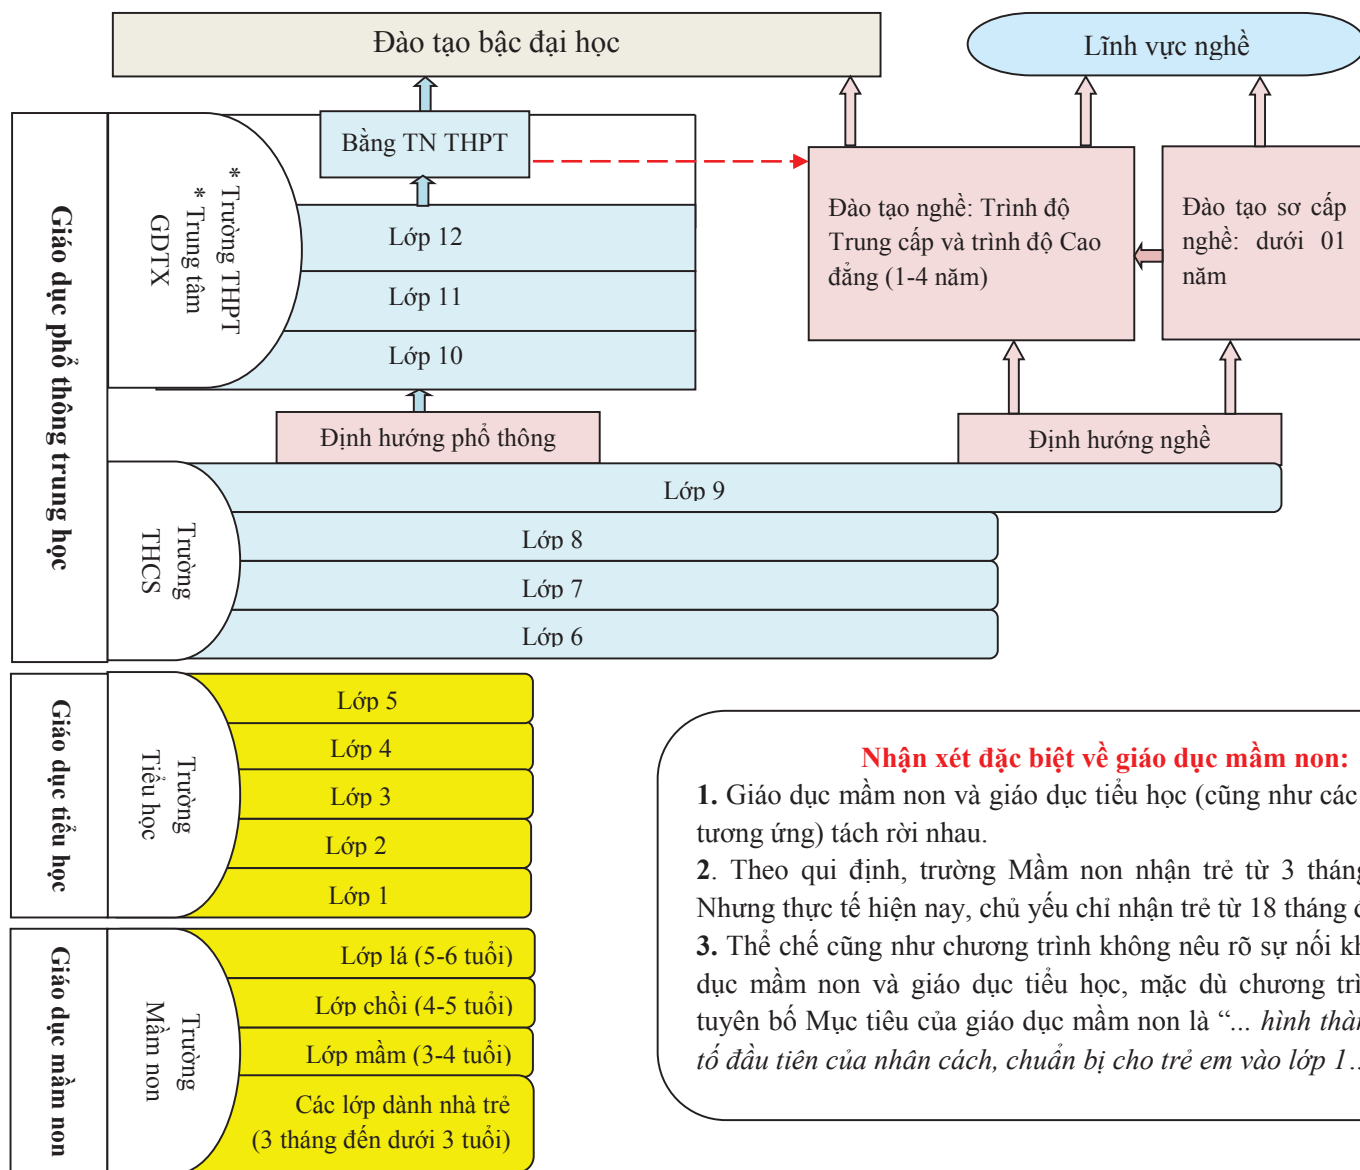 Đào tạo bậc đại học
Lĩnh vực nghề
Giáo dục phổ thông trung học
* Trường THPT
* Trung tâm
GDTX
Bằng TN THPT
Lớp 12
Lớp 11
Lớp 10
Đào tạo nghề: Trình độ
Trung cấp và trình độ Cao
đẳng (1-4 năm)
Đào tạo sơ cấp
nghề: dưới 01
năm
Định hướng phổ thông
Định hướng nghề
Trường
THCS
Lớp 9
Lớp 8
Lớp 7
Lớp 6
Giáo dục tiểu học
Trường
Tiểu học
Lớp 5
Lớp 4
Lớp 3
Lớp 2
Lớp 1
Giáo dục mầm non
Trường
Mầm non
Lớp lá (5-6 tuổi)
Lớp chồi (4-5 tuổi)
Lớp mầm (3-4 tuổi)
Các lớp dành nhà trẻ
(3 tháng đến dưới 3 tuổi)
Nhận xét đặc biệt về giáo dục mầm non:
1. Giáo dục mầm non và giáo dục tiểu học (cũng như các
tương ứng) tách rời nhau.
2. Theo qui định, trường Mầm non nhận trẻ từ 3 tháng
Nhưng thực tế hiện nay, chủ yếu chỉ nhận trẻ từ 18 tháng
3. Thể chế cũng như chương trình không nêu rõ sự nối
dục mầm non và giáo dục tiểu học, mặc dù chương
tuyên bố Mục tiêu của giáo dục mầm non là “... hình
tố đầu tiên của nhân cách, chuẩn bị cho trẻ em vào lớp 1..